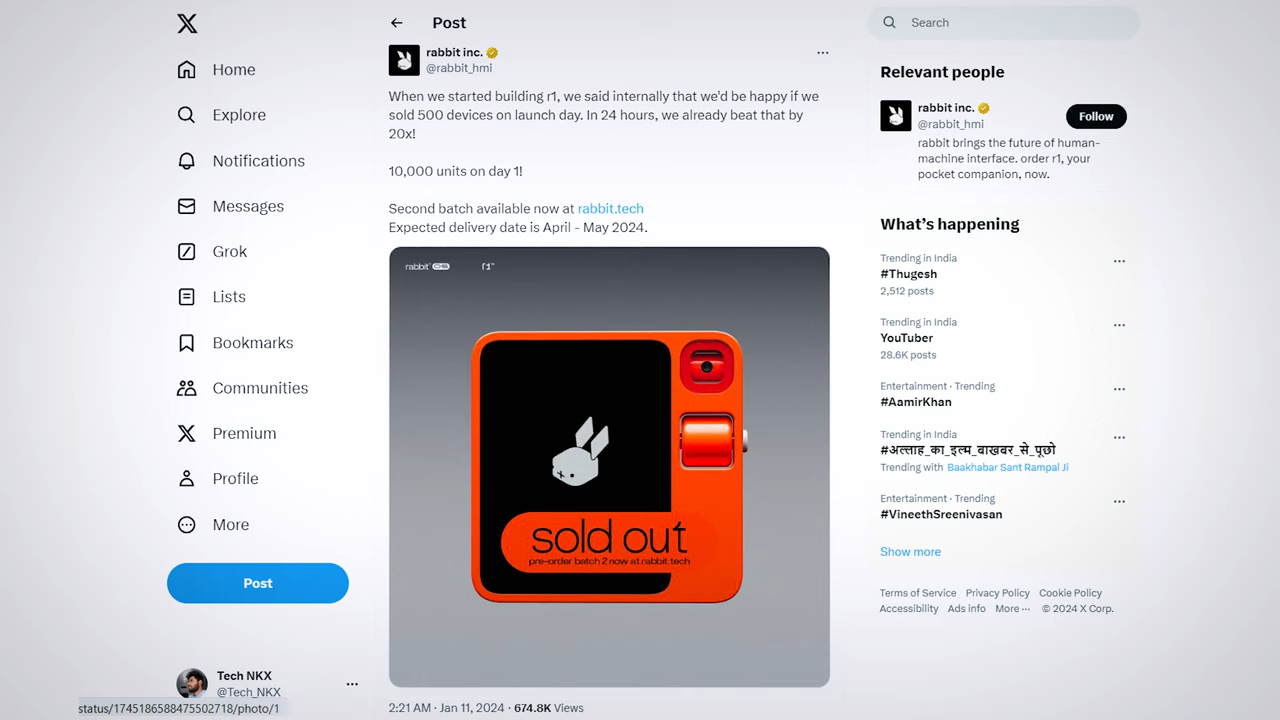 Home
Explore
Notifications
Messages
Grok
Lists
Bookmarks
Communities
Premium
Profile
More
Post
Tech NKX
@Tech_NKX
status/1745186588475502718/photo/1
Post
rabbit inc.
@rabbit_hmi
When we started building r1, we said internally that we'd be happy if we
sold 500 devices on launch day. In 24 hours, we already beat that by
20x!
10,000 units on day 1!
Second batch available now at rabbit.tech
Expected delivery date is April - May 2024.
rabbit r1™
sold out
pre-order batch 2 now at rabbit.tech
2:21 AM · Jan 11, 2024 · 674.8K Views
Search
Relevant people
rabbit inc.
@rabbit_hmi
Follow
rabbit brings the future of human-
machine interface. order r1, your
pocket companion, now.
What's happening
Trending in India
#Thugesh
2,512 posts
Trending in India
YouTuber
28.6K posts
Entertainment · Trending
#AamirKhan
Trending in India
#अल्लाह_का_इल्म_बाखबर_से_पूछो
Trending with Baakhabar Sant Rampal Ji
Entertainment · Trending
#VineethSreenivasan
Show more
Terms of Service Privacy Policy Cookie Policy
Accessibility Ads info More ··· © 2024 X Corp.